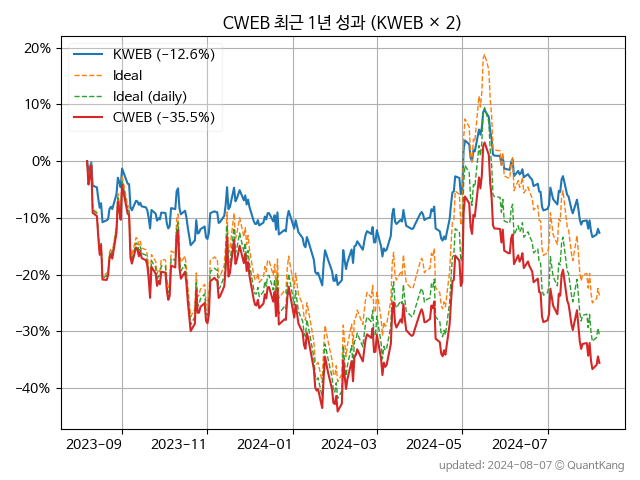 CWEB 최근 1년 성과 (KWEB × 2)
KWEB (−12.6%)
Ideal
Ideal (daily)
CWEB (−35.5%)
20%
10%
0%
−10%
−20%
−30%
−40%
2023-09 2023-11 2024-01 2024-03 2024-05 2024-07
updated: 2024-08-07 © QuantKang